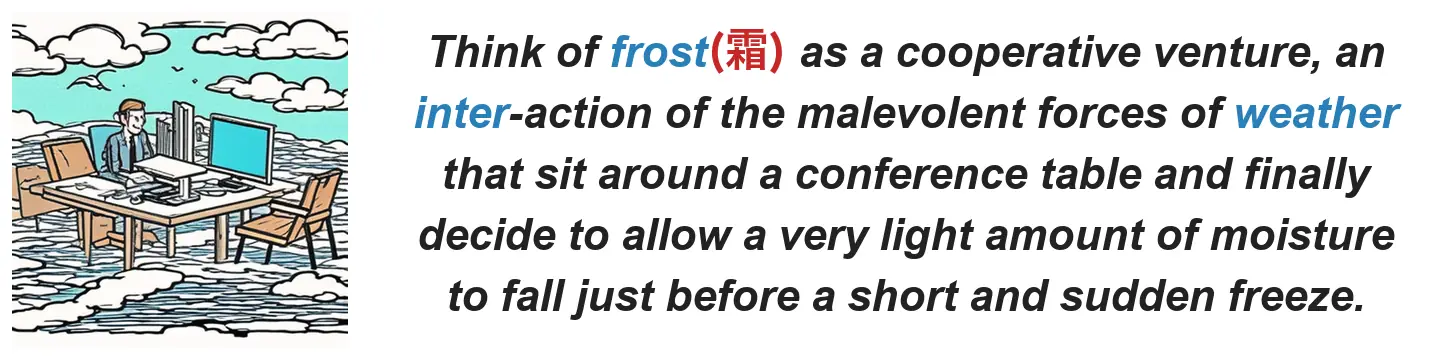 Think of frost(霜) as a cooperative venture, an
inter-action of the malevolent forces of weather
that sit around a conference table and finally
decide to allow a very light amount of moisture
to fall just before a short and sudden freeze.